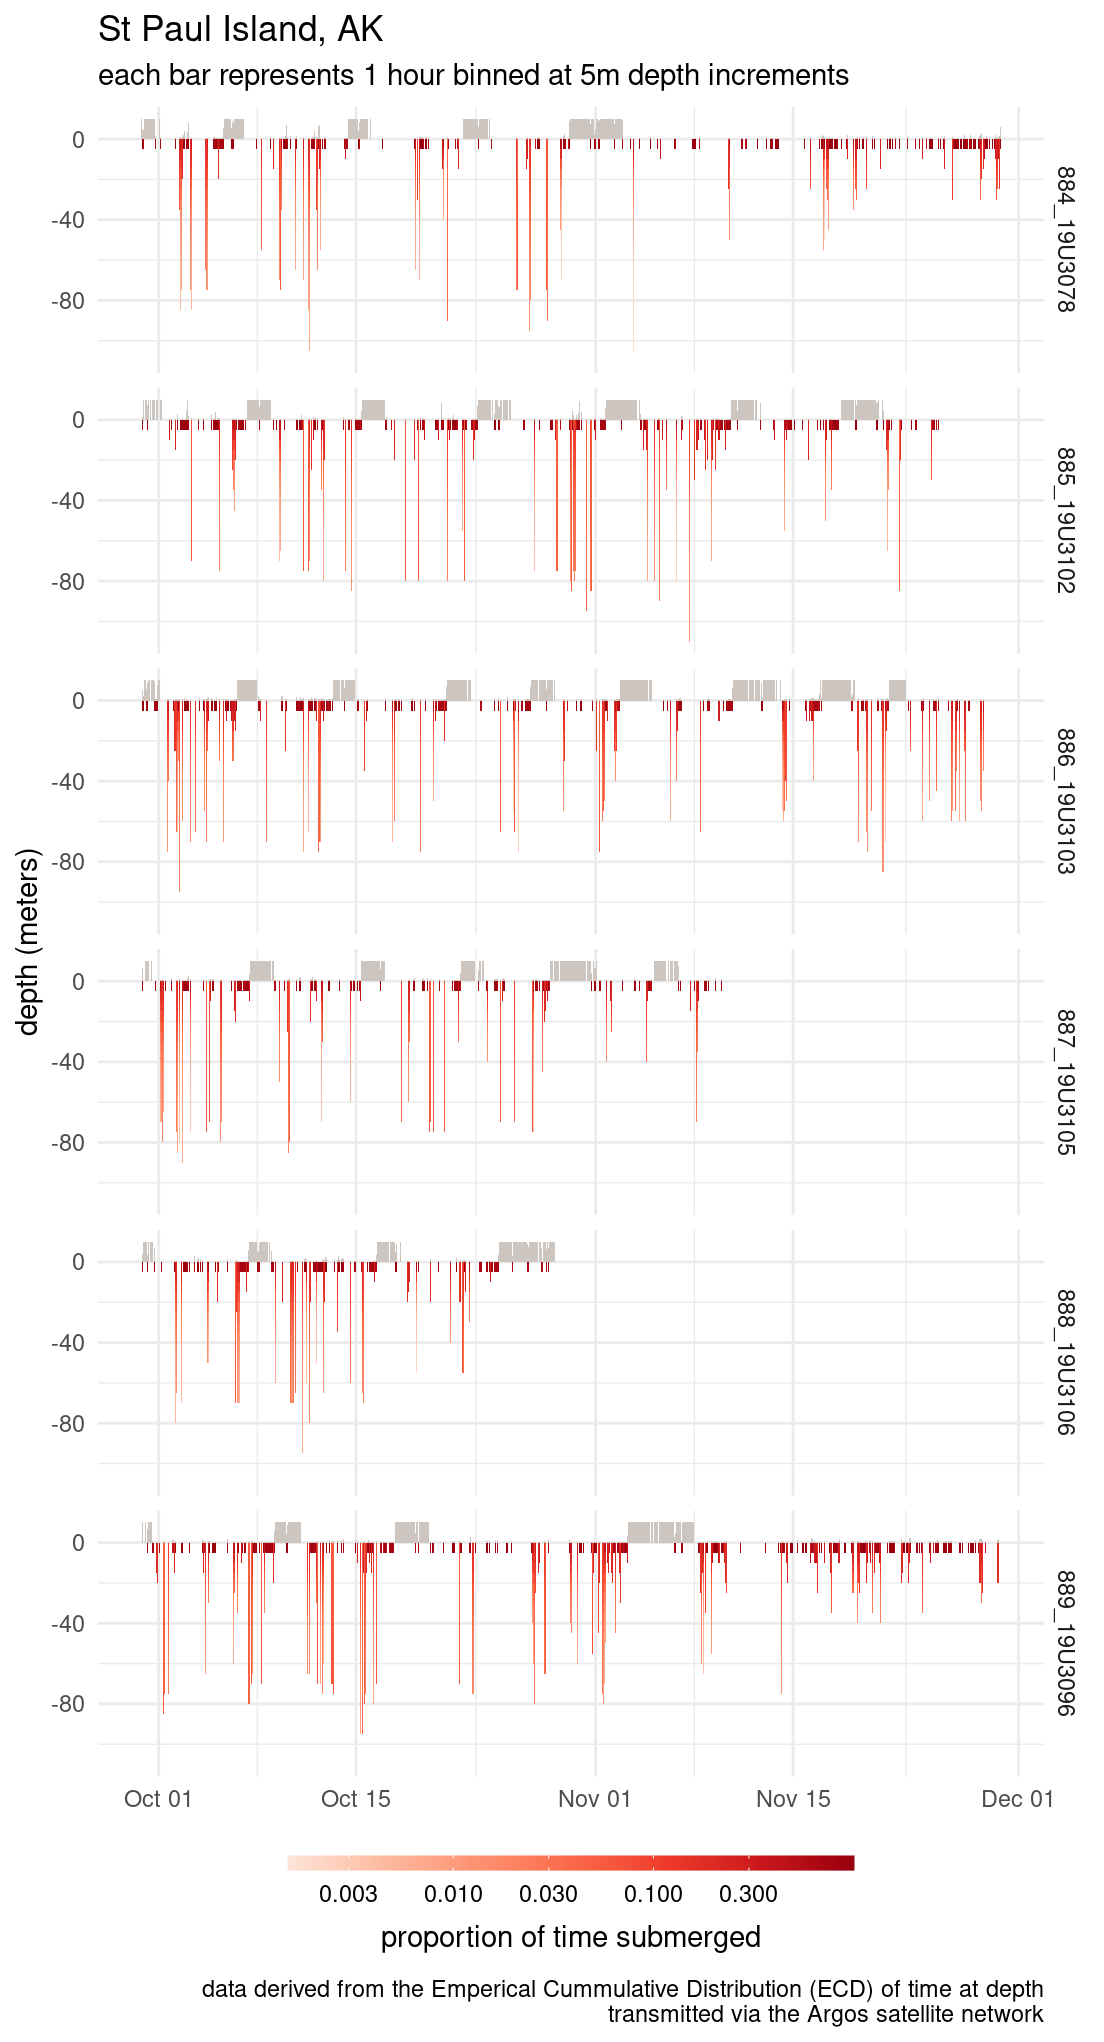 St Paul Island, AK
each bar represents 1 hour binned at 5m depth increments
0
-40
-80
884_19U3078
0
-40
-80
885_19U3102
0
-40
-80
886_19U3103
depth (meters)
0
-40
-80
887_19U3105
0
-40
-80
888_19U3106
0
-40
-80
889_19U3096
Oct 01 Oct 15 Nov 01 Nov 15 Dec 01
0.003 0.010 0.030 0.100 0.300
proportion of time submerged
data derived from the Emperical Cummulative Distribution (ECD) of time at depth
transmitted via the Argos satellite network